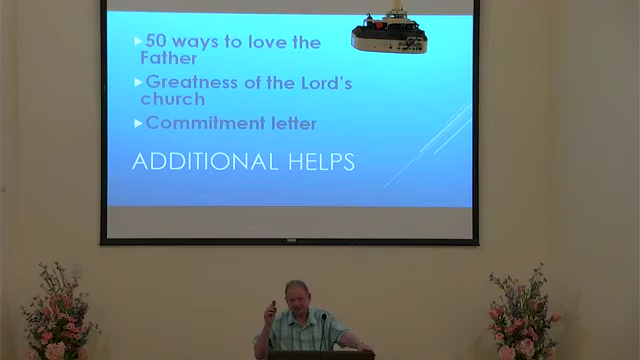 50 ways to love the
Father
Greatness of the Lord's
church
Commitment letter
ADDITIONAL HELPS